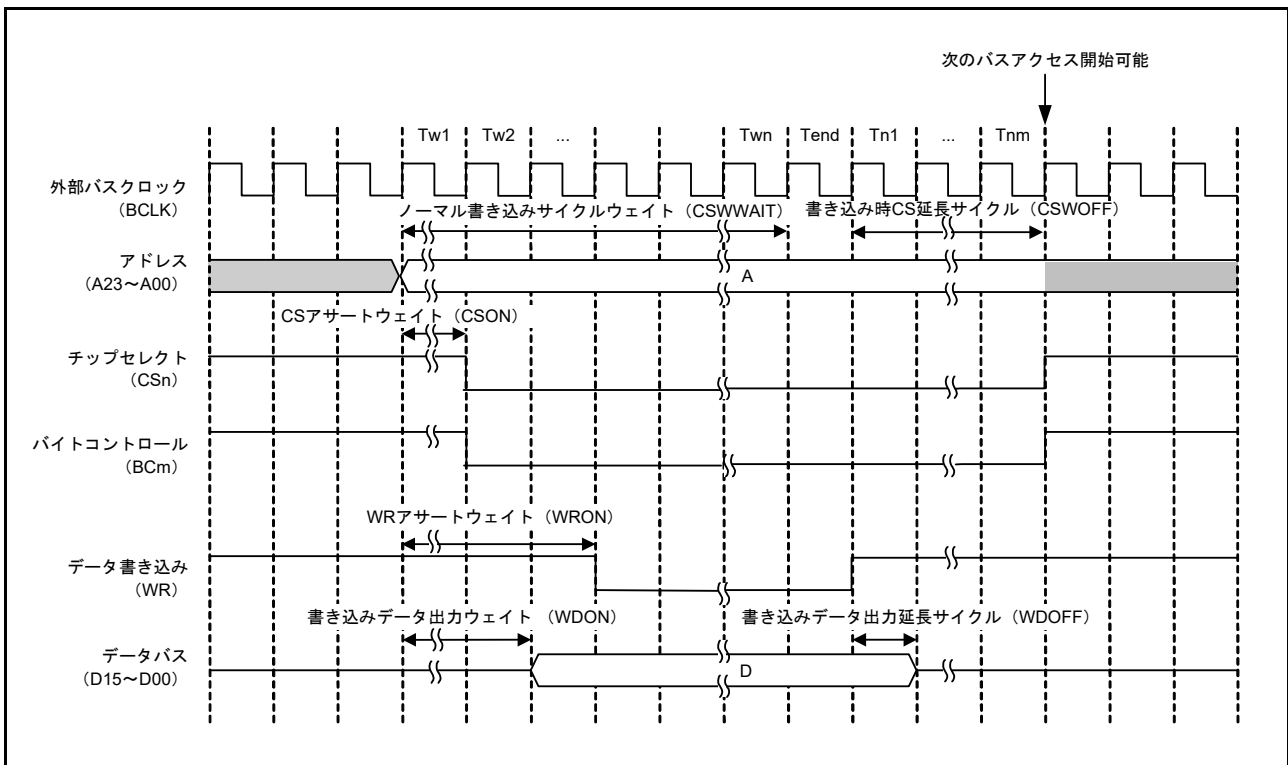 次のバスアクセス開始可能
Tw1 Tw2 ... Twn Tend Tn1 ... Tnm
外部バスクロック
(BCLK)
ノーマル書き込みサイクルウェイト（CSWWAIT）
書き込み時CS延長サイクル（CSWOFF）
アドレス
（A23～A00）
A
CSアサートウェイト（CSON）
チップセレクト
（CSn）
バイトコントロール
（BCm）
WRアサートウェイト（WRON）
データ書き込み
（WR）
書き込みデータ出力ウェイト（WDON）
書き込みデータ出力延長サイクル（WDOFF）
データバス
（D15～D00）
D